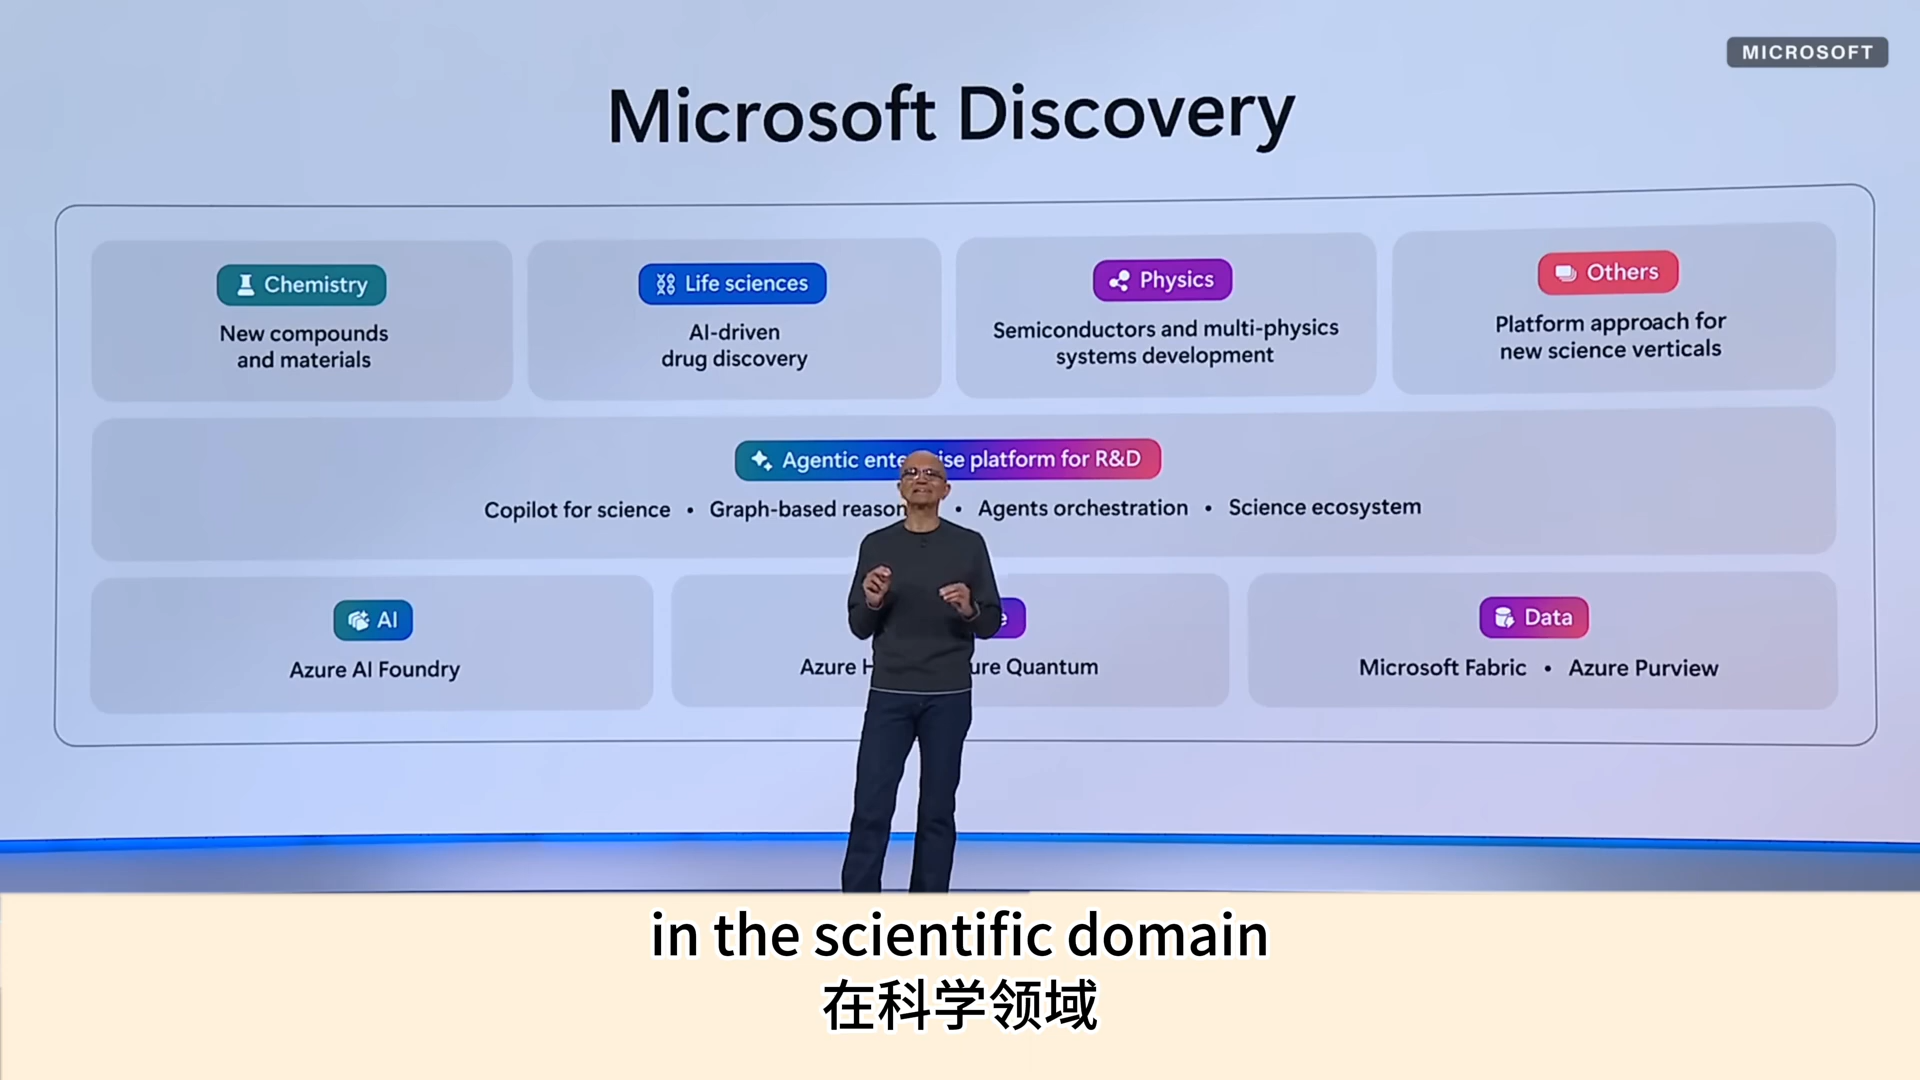 MICROSOFT
Microsoft Discovery
Chemistry
New compounds
and materials
Life sciences
AI-driven
drug discovery
Physics
Semiconductors and multi-physics
systems development
Others
Platform approach for
new science verticals
Agentic platform for R&D
Copilot for science • Graph-based • Agents orchestration • Science ecosystem
AI
Azure AI Foundry
Azure Quantum
Data
Microsoft Fabric • Azure Purview
in the scientific domain
在科学领域